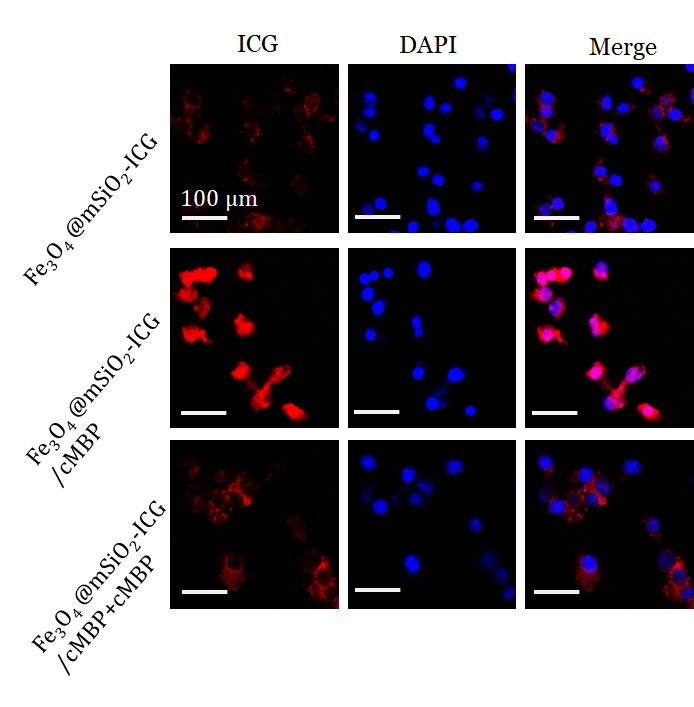 ICG DAPI Merge
Fe₃O₄@mSiO₂-ICG
100 μm
Fe₃O₄@mSiO₂-ICG
/cMBP
Fe₃O₄@mSiO₂-ICG
/cMBP+cMBP